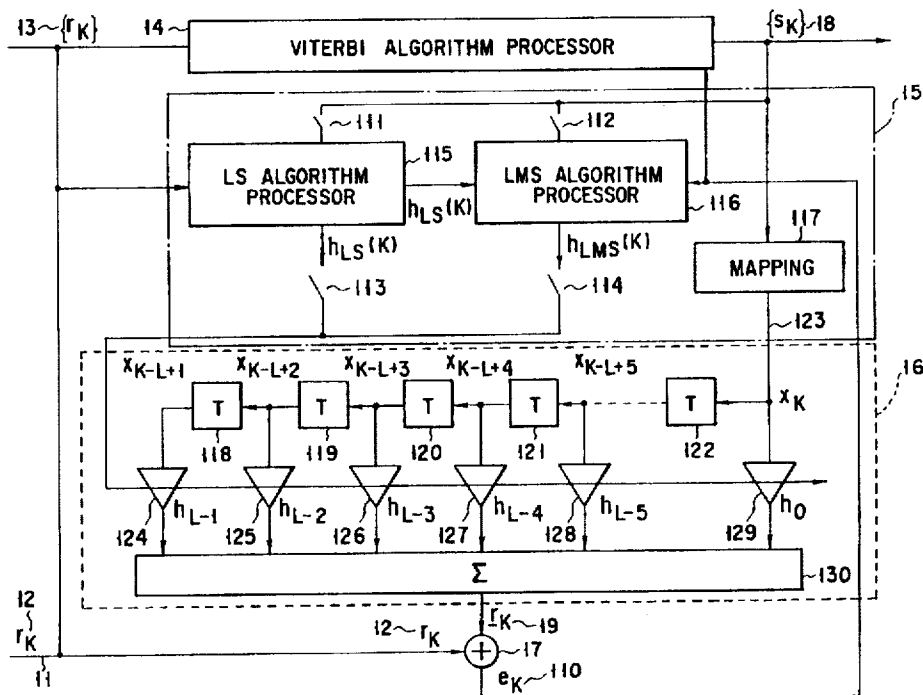 13 {rK} 14 {sK} 18
VITERBI ALGORITHM PROCESSOR
15
111 112
LS ALGORITHM PROCESSOR 115
LMS ALGORITHM PROCESSOR 116
hLS(K)
117
MAPPING
hLS(K) hLMS(K)
113 114
123
16
xK-L+1 xK-L+2 xK-L+3 xK-L+4 xK-L+5 xK
T T T T T
118 119 120 121 122
hL-1 hL-2 hL-3 hL-4 hL-5 h0
124 125 126 127 128 129
Σ 130
12 rK
11
12 rK
rK 19
+ 17
eK 110